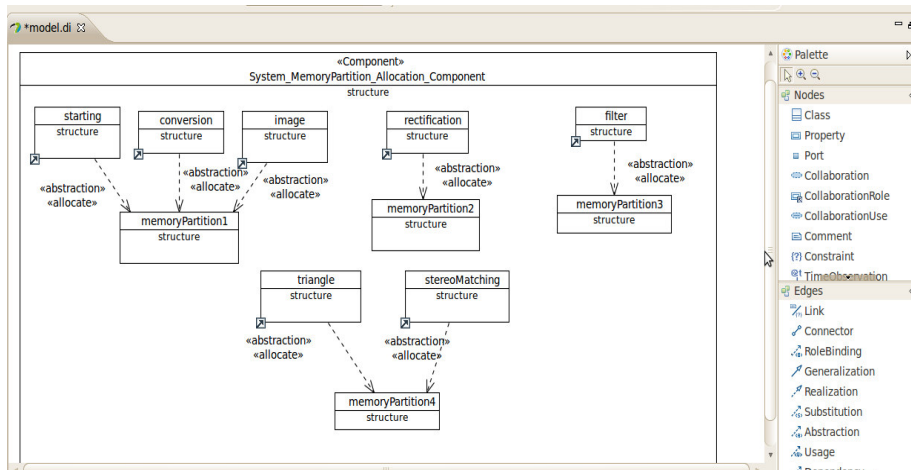 *model.di
«Component»
System_MemoryPartition_Allocation_Component
structure
starting
structure
conversion
structure
image
structure
rectification
structure
filter
structure
«abstraction»
«allocate»
«abstraction»
«allocate»
«abstraction»
«allocate»
«abstraction»
«allocate»
«abstraction»
«allocate»
memoryPartition1
structure
memoryPartition2
structure
memoryPartition3
structure
triangle
structure
stereoMatching
structure
«abstraction»
«allocate»
«abstraction»
«allocate»
memoryPartition4
structure
Palette
Nodes
Class
Property
Port
Collaboration
CollaborationRole
CollaborationUse
Comment
Constraint
TimeObservation
Edges
Link
Connector
RoleBinding
Generalization
Realization
Substitution
Abstraction
Usage